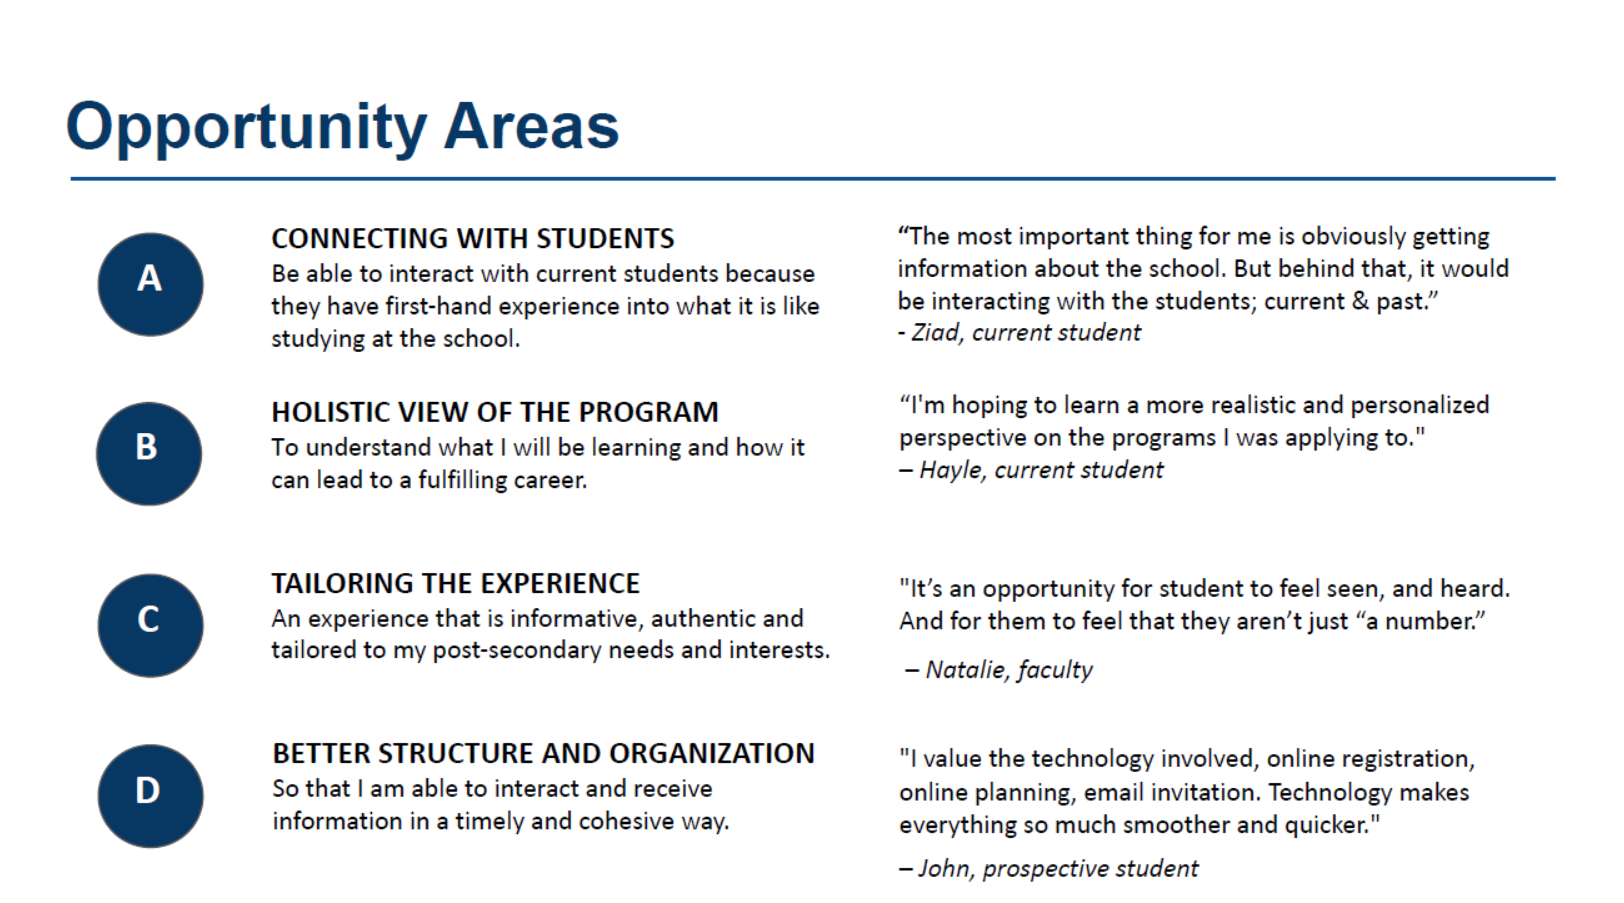 Opportunity Areas
A
CONNECTING WITH STUDENTS
Be able to interact with current students because
they have first-hand experience into what it is like
studying at the school.
“The most important thing for me is obviously getting
information about the school. But behind that, it would
be interacting with the students; current & past.”
- Ziad, current student
B
HOLISTIC VIEW OF THE PROGRAM
To understand what I will be learning and how it
can lead to a fulfilling career.
“I'm hoping to learn a more realistic and personalized
perspective on the programs I was applying to."
– Hayle, current student
C
TAILORING THE EXPERIENCE
An experience that is informative, authentic and
tailored to my post-secondary needs and interests.
"It’s an opportunity for student to feel seen, and heard.
And for them to feel that they aren’t just “a number.”
– Natalie, faculty
D
BETTER STRUCTURE AND ORGANIZATION
So that I am able to interact and receive
information in a timely and cohesive way.
"I value the technology involved, online registration,
online planning, email invitation. Technology makes
everything so much smoother and quicker."
– John, prospective student